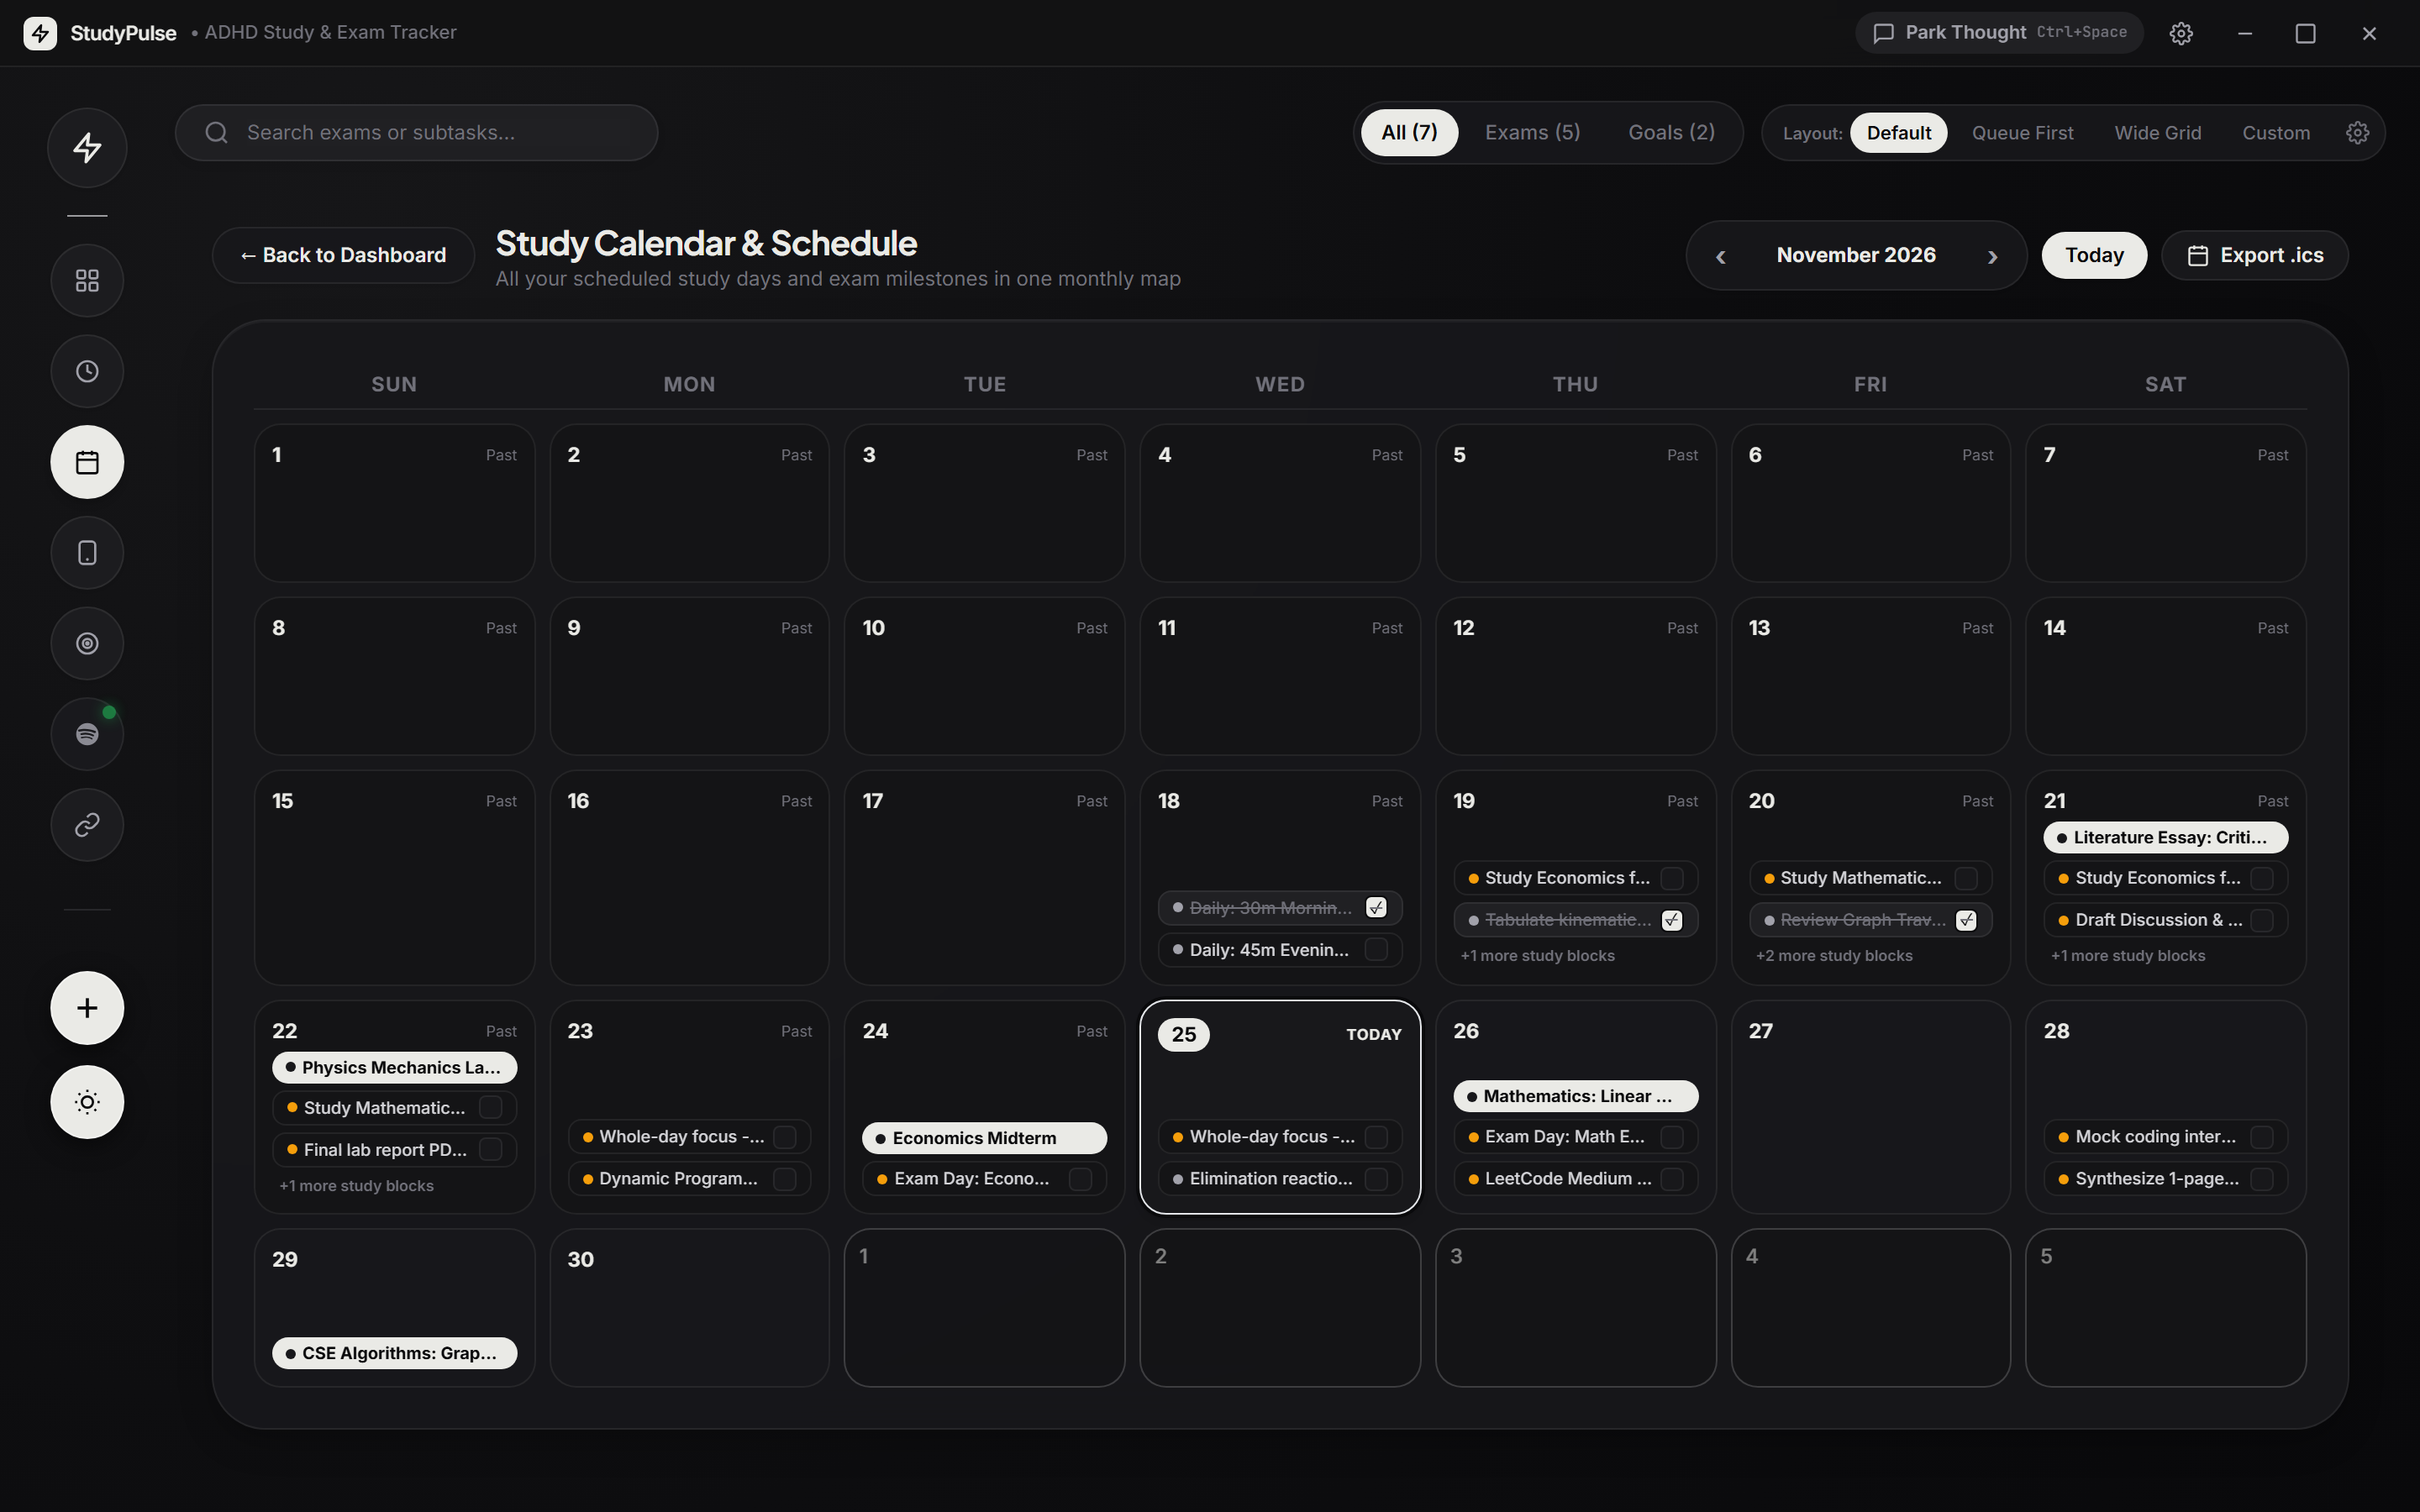 StudyPulse • ADHD Study & Exam Tracker
Park Thought Ctrl+Space
Search exams or subtasks...
All (7) Exams (5) Goals (2)
Layout: Default Queue First Wide Grid Custom
← Back to Dashboard
Study Calendar & Schedule
All your scheduled study days and exam milestones in one monthly map
‹ November 2026 ›
Today
Export .ics
SUN MON TUE WED THU FRI SAT
1 Past 2 Past 3 Past 4 Past 5 Past 6 Past 7 Past
8 Past 9 Past 10 Past 11 Past 12 Past 13 Past 14 Past
15 Past
16 Past
17 Past
18 Past
Daily: 30m Mornin...
Daily: 45m Evenin...
19 Past
Study Economics f...
Tabulate kinematic...
+1 more study blocks
20 Past
Study Mathematic...
Review Graph Trav...
+2 more study blocks
21 Past
Literature Essay: Criti...
Study Economics f...
Draft Discussion & ...
+1 more study blocks
22 Past
Physics Mechanics La...
Study Mathematic...
Final lab report PD...
+1 more study blocks
23 Past
Whole-day focus -...
Dynamic Program...
24 Past
Economics Midterm
Exam Day: Econo...
25 TODAY
Whole-day focus -...
Elimination reactio...
26
Mathematics: Linear ...
Exam Day: Math E...
LeetCode Medium ...
27
28
Mock coding inter...
Synthesize 1-page...
29
CSE Algorithms: Grap...
30
1
2
3
4
5